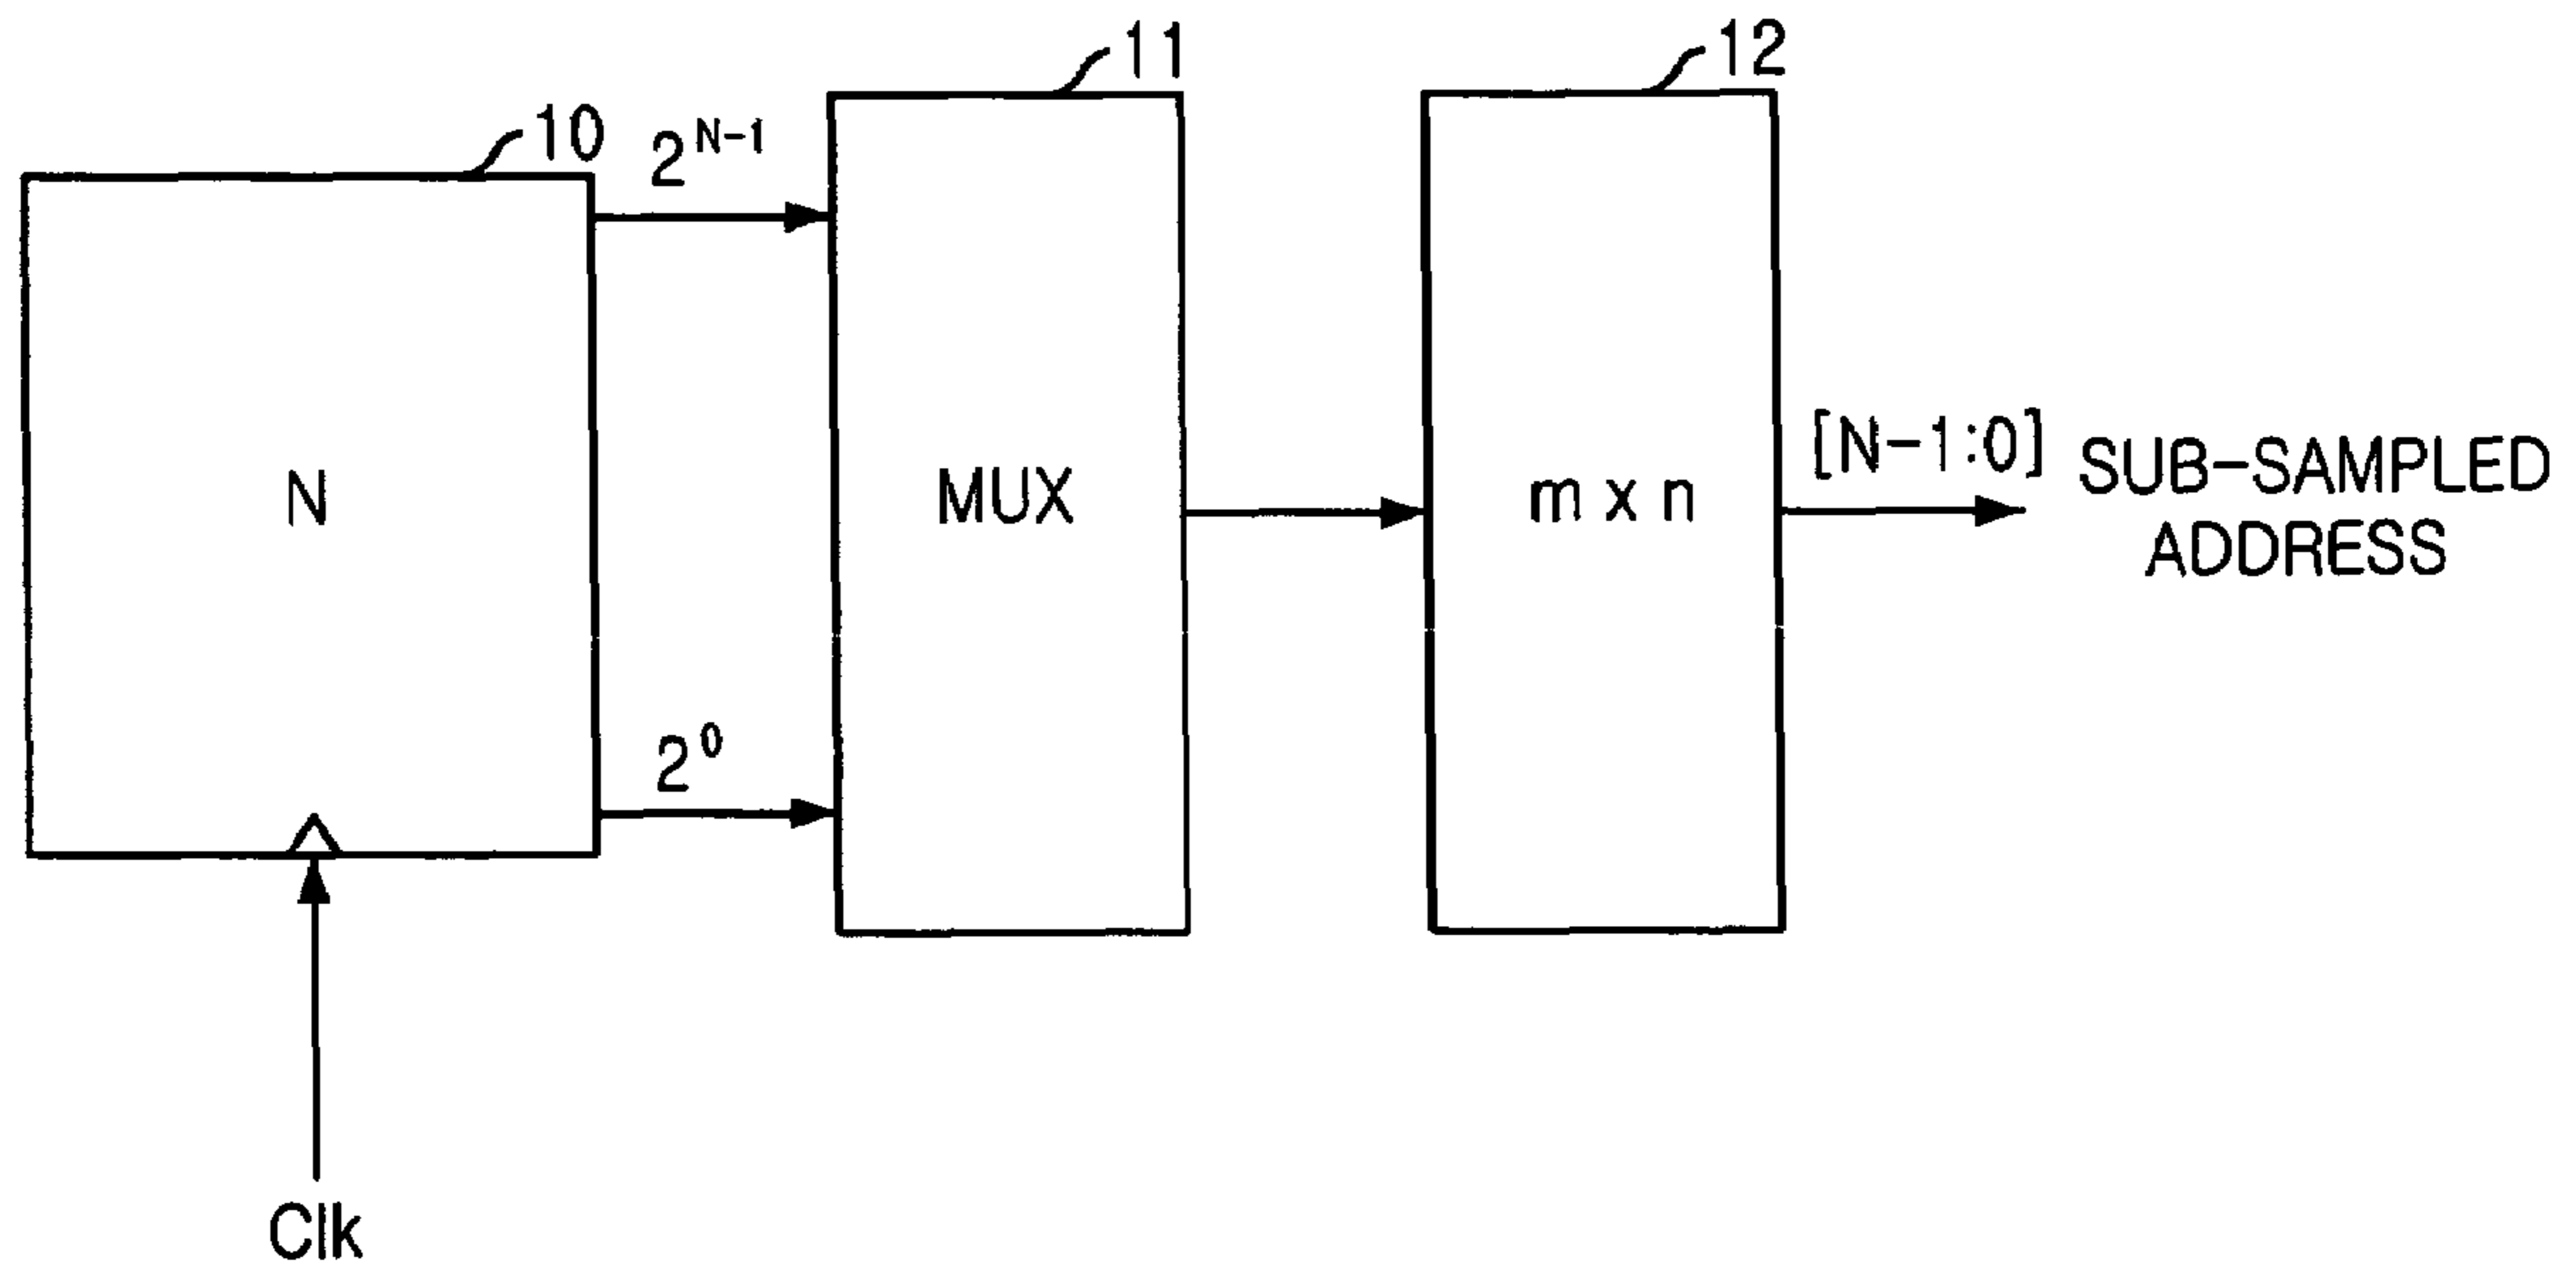 10
2^{N-1}
11
12
N
MUX
m x n
[N-1:0]
SUB-SAMPLED
ADDRESS
2^{0}
Clk